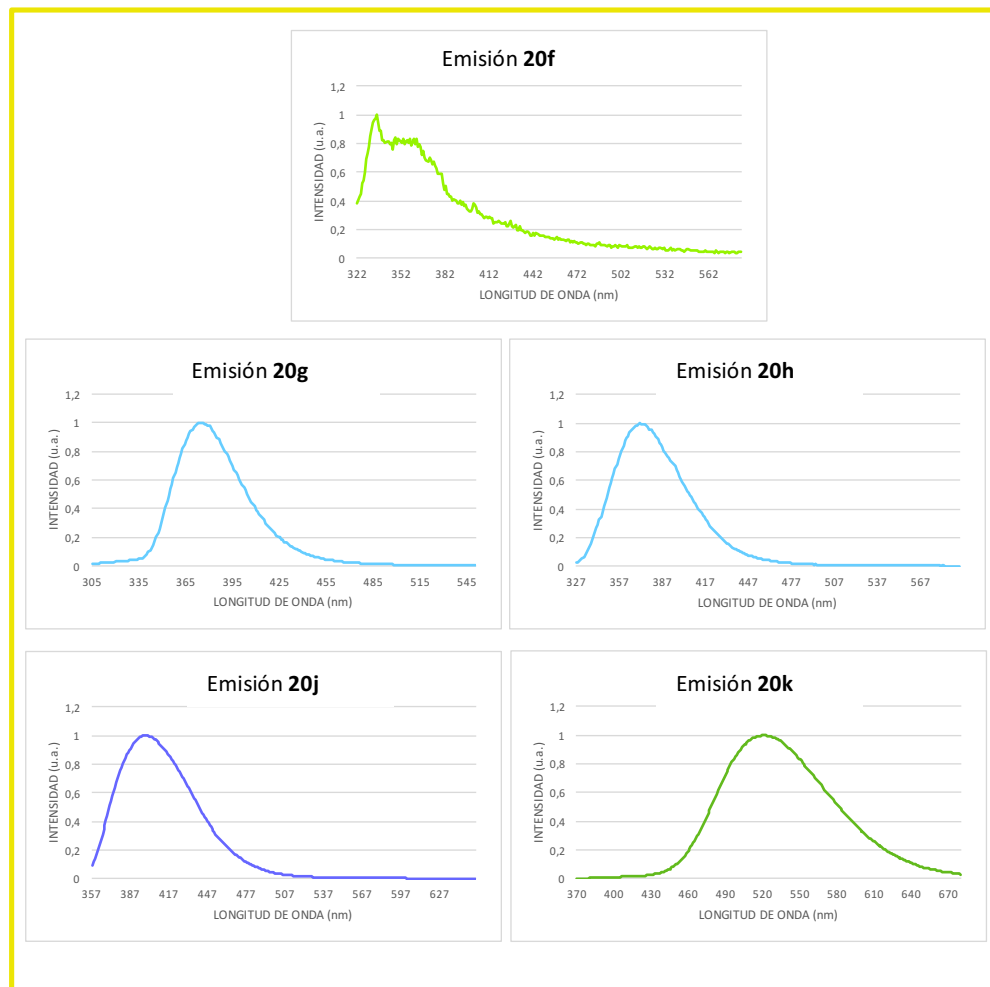 Emisión 20f
1,2
1
0,8
0,6
0,4
0,2
0
INTENSIDAD (u.a.)
322 352 382 412 442 472 502 532 562
LONGITUD DE ONDA (nm)
Emisión 20g
1,2
1
0,8
0,6
0,4
0,2
0
INTENSIDAD (u.a.)
305 335 365 395 425 455 485 515 545
LONGITUD DE ONDA (nm)
Emisión 20h
1,2
1
0,8
0,6
0,4
0,2
0
INTENSIDAD (u.a.)
327 357 387 417 447 477 507 537 567
LONGITUD DE ONDA (nm)
Emisión 20j
1,2
1
0,8
0,6
0,4
0,2
0
INTENSIDAD (u.a.)
357 387 417 447 477 507 537 567 597 627
LONGITUD DE ONDA (nm)
Emisión 20k
1,2
1
0,8
0,6
0,4
0,2
0
INTENSIDAD (u.a.)
370 400 430 460 490 520 550 580 610 640 670
LONGITUD DE ONDA (nm)